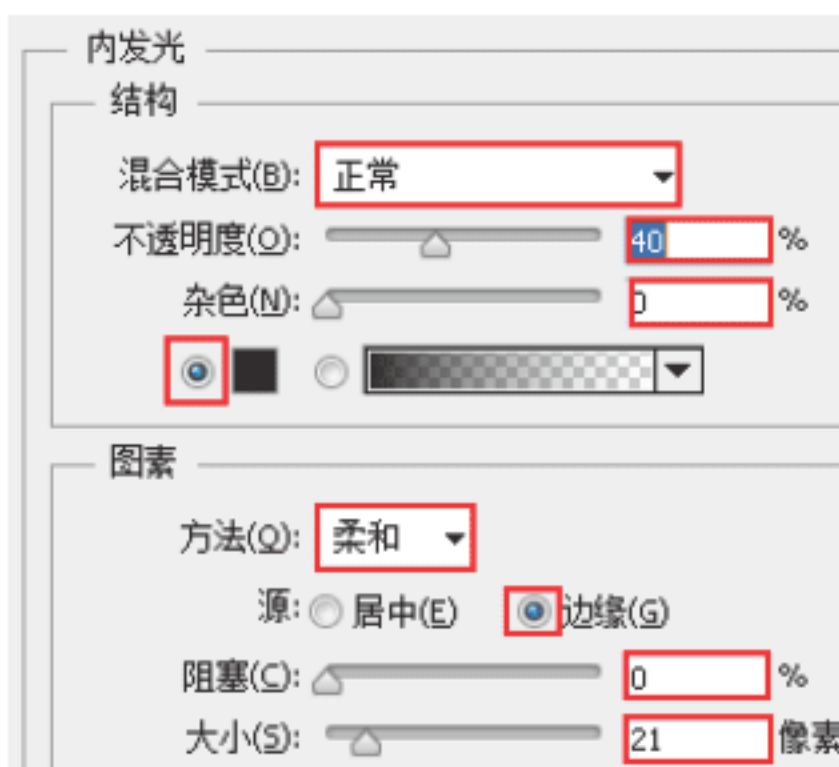 内发光
结构
混合模式(B): 正常
不透明度(O): 40 %
杂色(N): 0 %
图素
方法(Q): 柔和
源: 居中(E) 边缘(G)
阻塞(C): 0 %
大小(S): 21 像素